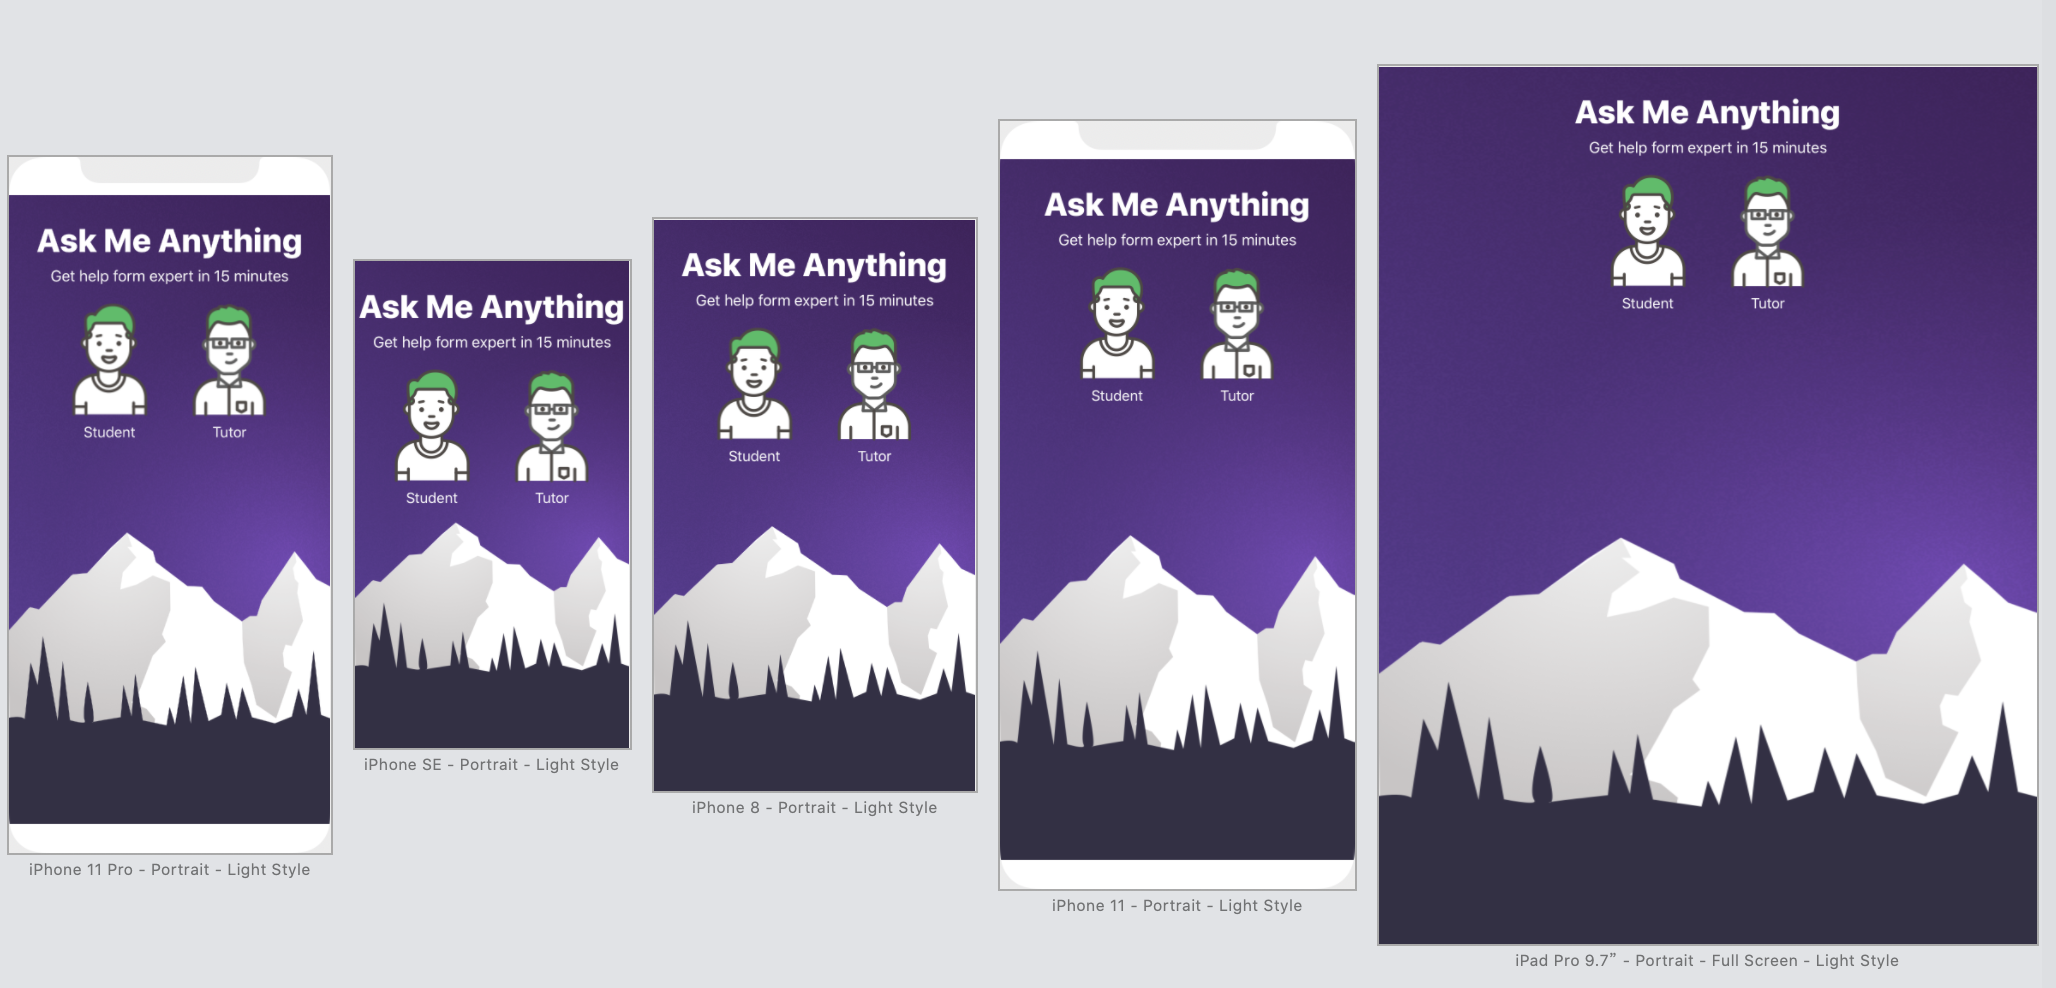 Ask Me Anything
Get help form expert in 15 minutes
Student
Tutor
iPhone 11 Pro - Portrait - Light Style
Ask Me Anything
Get help form expert in 15 minutes
Student
Tutor
iPhone SE - Portrait - Light Style
Ask Me Anything
Get help form expert in 15 minutes
Student
Tutor
iPhone 8 - Portrait - Light Style
Ask Me Anything
Get help form expert in 15 minutes
Student
Tutor
iPhone 11 - Portrait - Light Style
Ask Me Anything
Get help form expert in 15 minutes
Student
Tutor
iPad Pro 9.7” - Portrait - Full Screen - Light Style